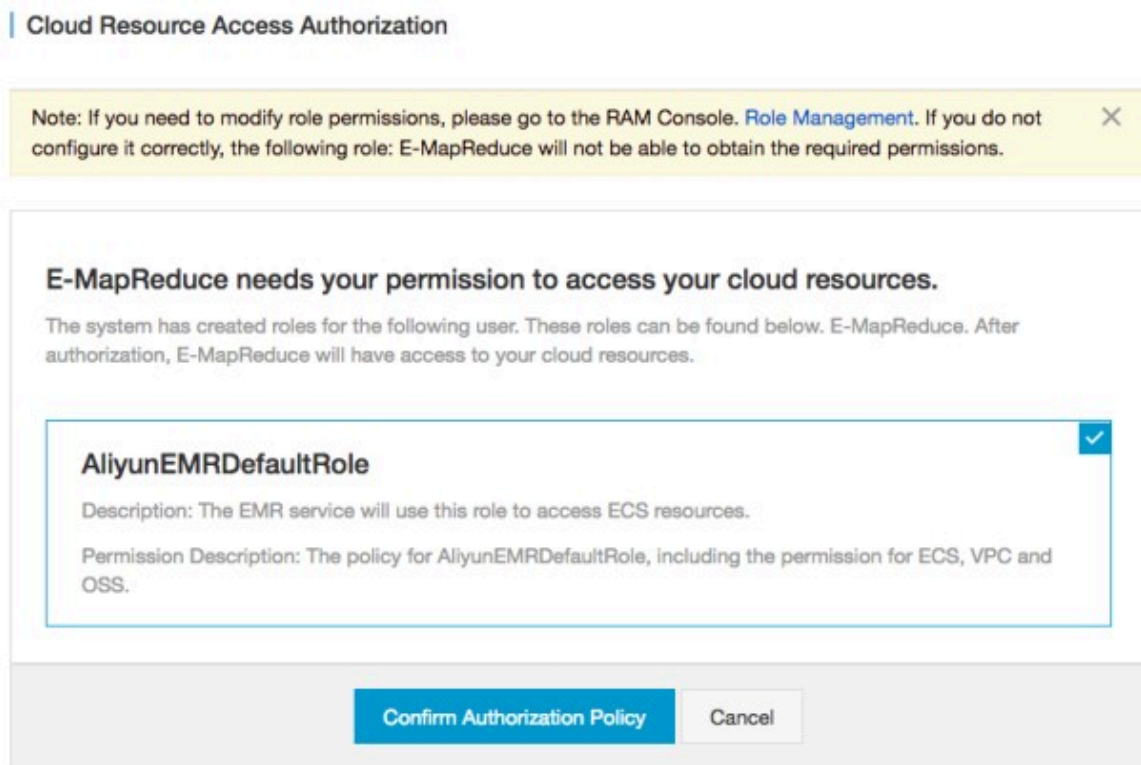 Cloud Resource Access Authorization
Note: If you need to modify role permissions, please go to the RAM Console. Role Management. If you do not
configure it correctly, the following role: E-MapReduce will not be able to obtain the required permissions.
E-MapReduce needs your permission to access your cloud resources.
The system has created roles for the following user. These roles can be found below. E-MapReduce. After
authorization, E-MapReduce will have access to your cloud resources.
AliyunEMRDefaultRole
Description: The EMR service will use this role to access ECS resources.
Permission Description: The policy for AliyunEMRDefaultRole, including the permission for ECS, VPC and
OSS.
Confirm Authorization Policy
Cancel